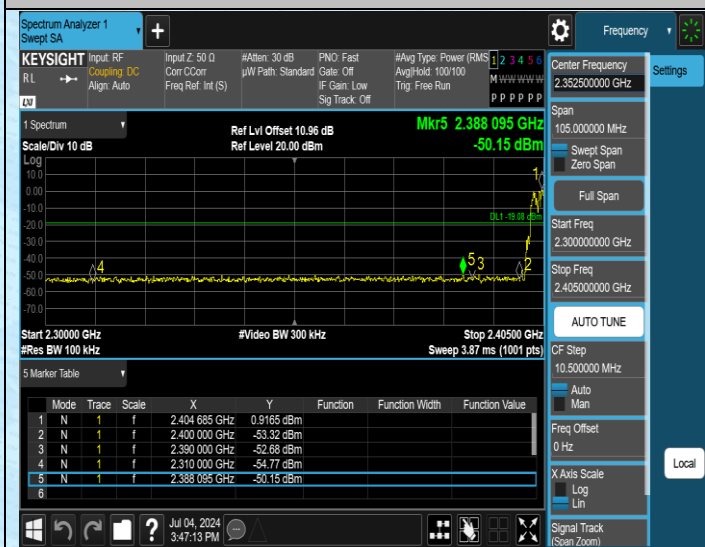 Spectrum Analyzer 1
Swept SA
+
Frequency
KEYSIGHT
RL
LXI
Input: RF
Coupling: DC
Align: Auto
Input Z: 50 Ω
Corr CCorr
Freq Ref: Int (S)
#Atten: 30 dB
µW Path: Standard
PNO: Fast
Gate: Off
IF Gain: Low
Sig Track: Off
#Avg Type: Power (RMS
Avg|Hold: 100/100
Trig: Free Run
1 2 3 4 5 6
M W W W W W
P P P P P P
1 Spectrum
Scale/Div 10 dB
Ref Lvl Offset 10.96 dB
Ref Level 20.00 dBm
Mkr5 2.388 095 GHz
-50.15 dBm
Log
10.0
0.00
-10.0
-20.0
-30.0
-40.0
-50.0
-60.0
-70.0
DL1 -19.08 dBm
1
4
5
3
2
Start 2.30000 GHz
#Res BW 100 kHz
#Video BW 300 kHz
Stop 2.40500 GHz
Sweep 3.87 ms (1001 pts)
5 Marker Table
Mode Trace Scale X Y Function Function Width Function Value
1 N 1 f 2.404 685 GHz 0.9165 dBm
2 N 1 f 2.400 000 GHz -53.32 dBm
3 N 1 f 2.390 000 GHz -52.68 dBm
4 N 1 f 2.310 000 GHz -54.77 dBm
5 N 1 f 2.388 095 GHz -50.15 dBm
6
?
Jul 04, 2024
3:47:13 PM
Center Frequency
2.352500000 GHz
Span
105.000000 MHz
Swept Span
Zero Span
Full Span
Start Freq
2.300000000 GHz
Stop Freq
2.405000000 GHz
AUTO TUNE
CF Step
10.500000 MHz
Auto
Man
Freq Offset
0 Hz
X Axis Scale
Log
Lin
Signal Track
(Span Zoom)
Settings
Local